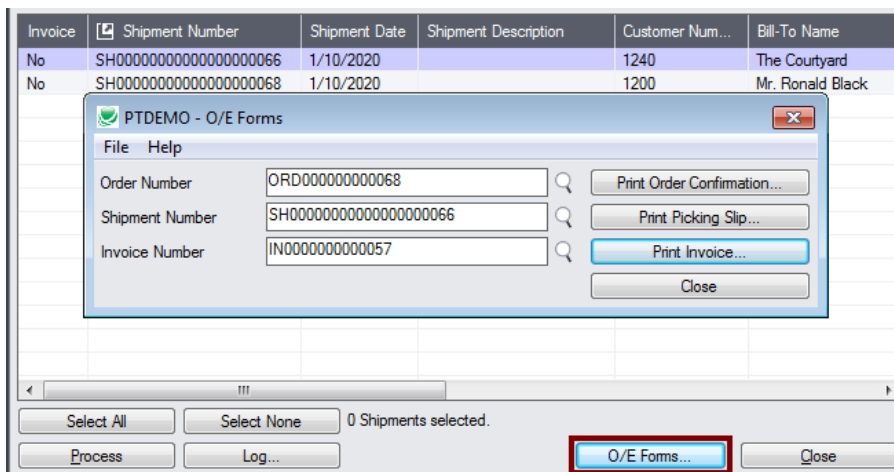 Invoice Shipment Number Shipment Date Shipment Description Customer Num... Bill-To Name
No SH00000000000000000066 1/10/2020 1240 The Courtyard
No SH00000000000000000068 1/10/2020 1200 Mr. Ronald Black
PTDEMO - O/E Forms
File Help
Order Number ORD000000000068 Print Order Confirmation...
Shipment Number SH00000000000000000066 Print Picking Slip...
Invoice Number IN0000000000057 Print Invoice...
Close
Select All Select None 0 Shipments selected.
Process Log... O/E Forms... Close